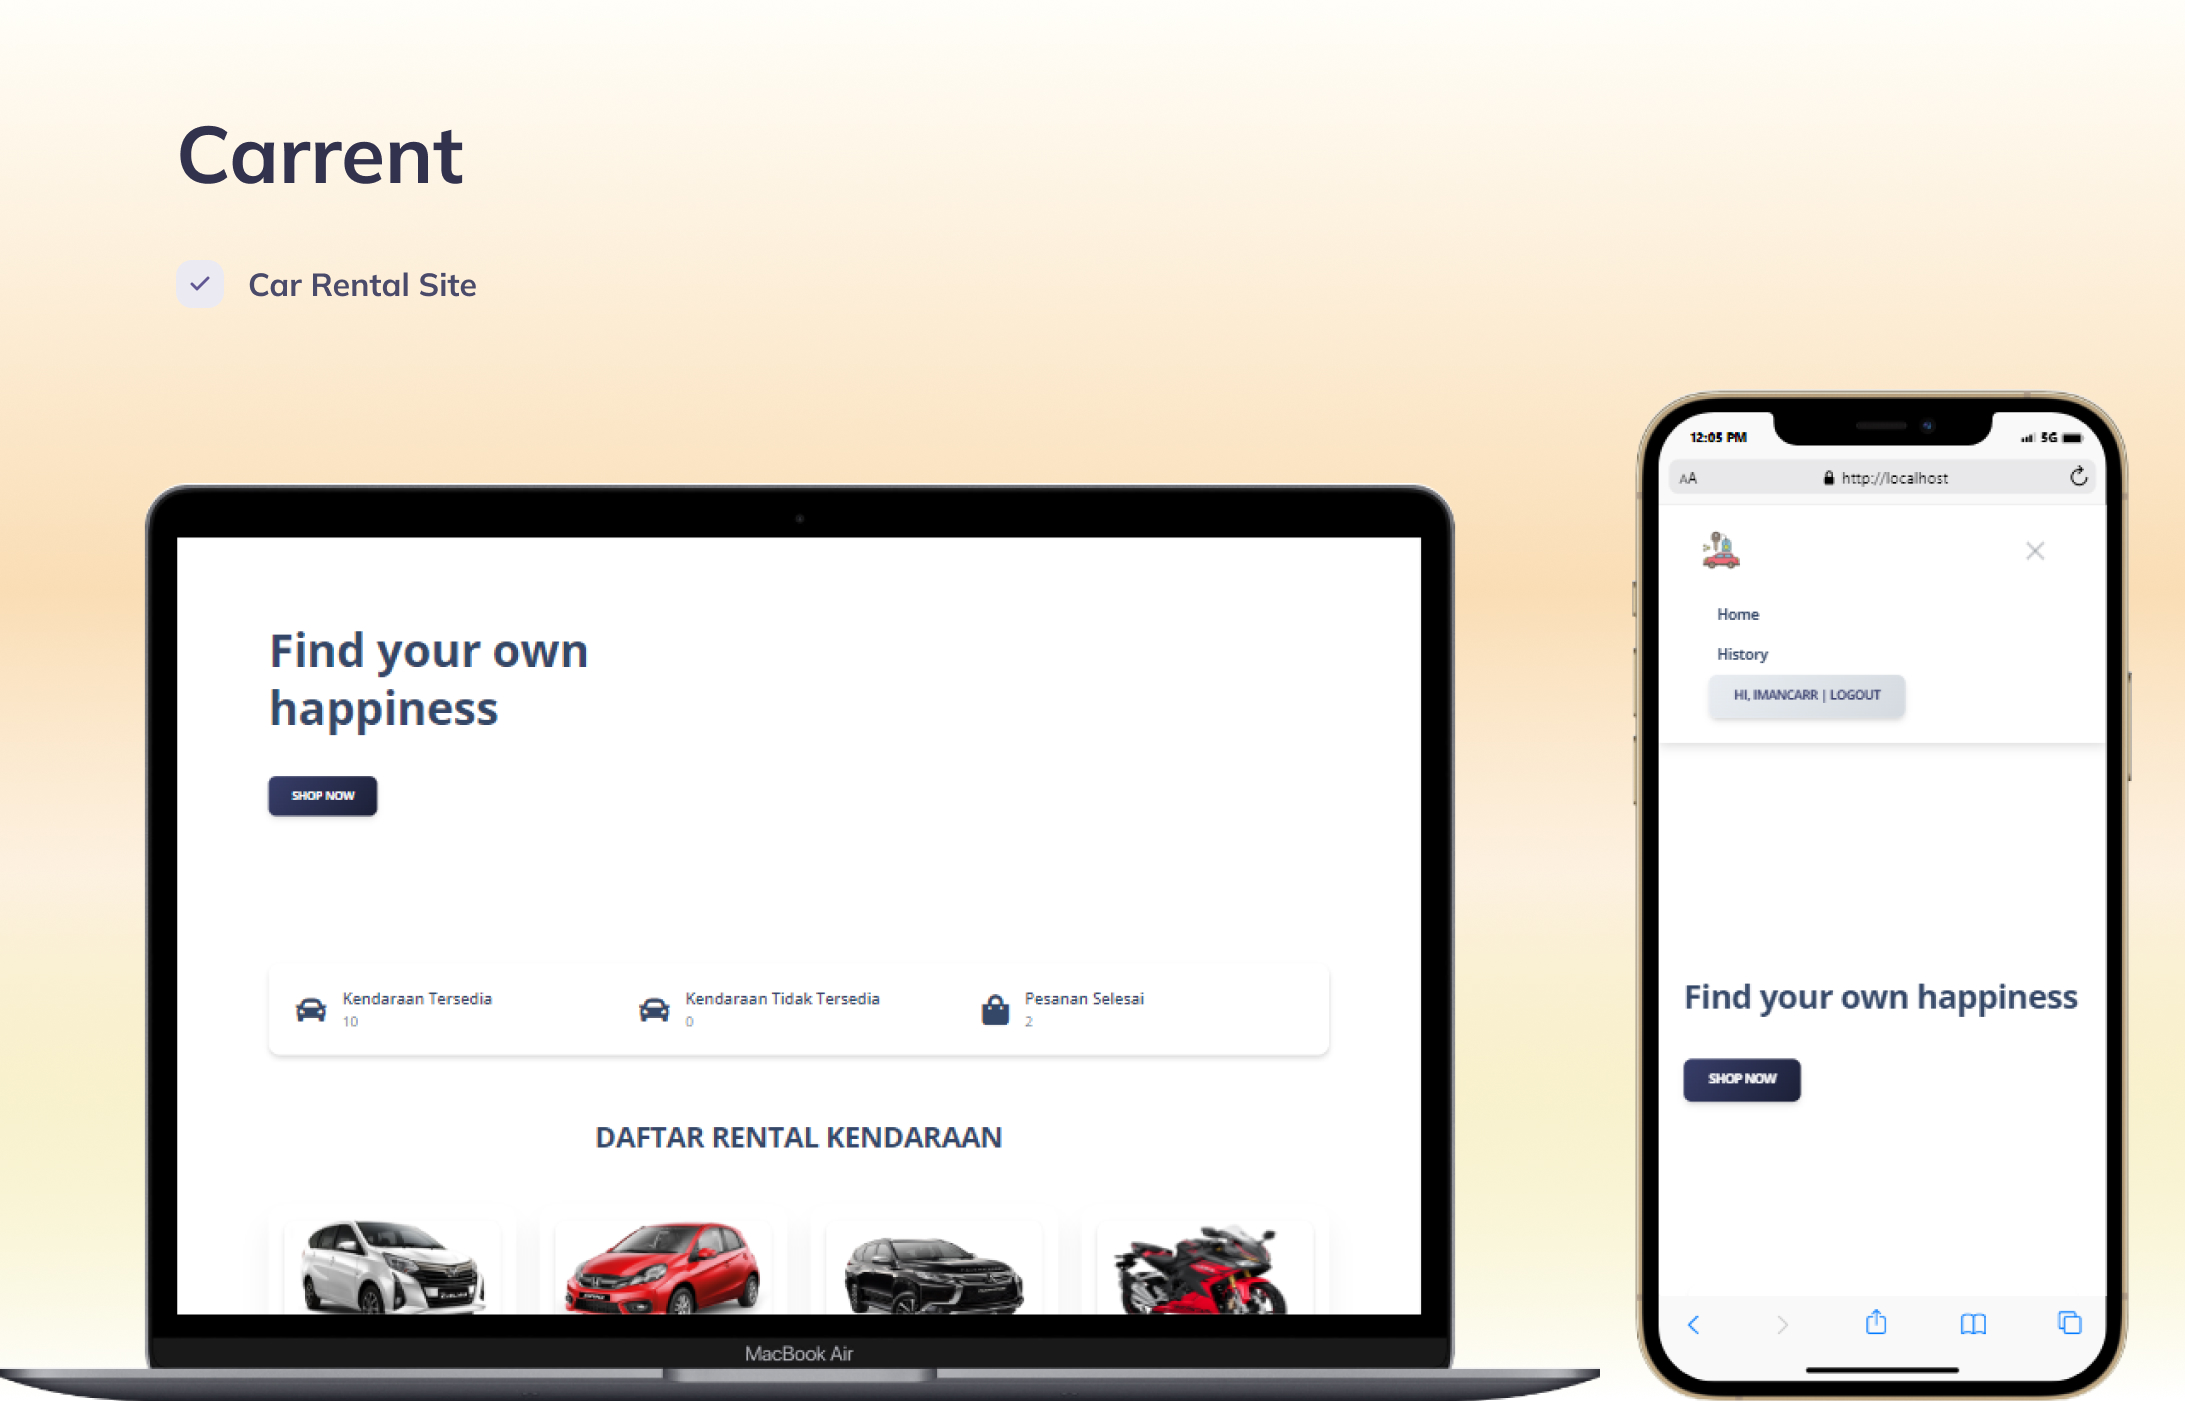 Carrent
Car Rental Site
Find your own
happiness
SHOP NOW
Kendaraan Tersedia
10
Kendaraan Tidak Tersedia
0
Pesanan Selesai
2
DAFTAR RENTAL KENDARAAN
MacBook Air
12:05 PM
5G
AA
http://localhost
Home
History
HI, IMANCARR | LOGOUT
Find your own happiness
SHOP NOW